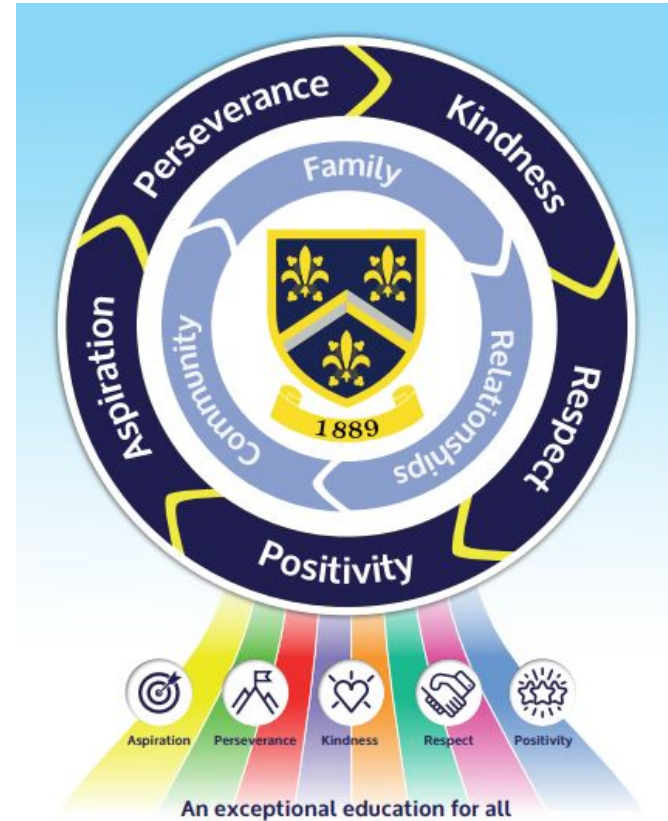 Perseverance
Kindness
Respect
Positivity
Aspiration
Family
Relationships
Community
1889
Aspiration
Perseverance
Kindness
Respect
Positivity
An exceptional education for all